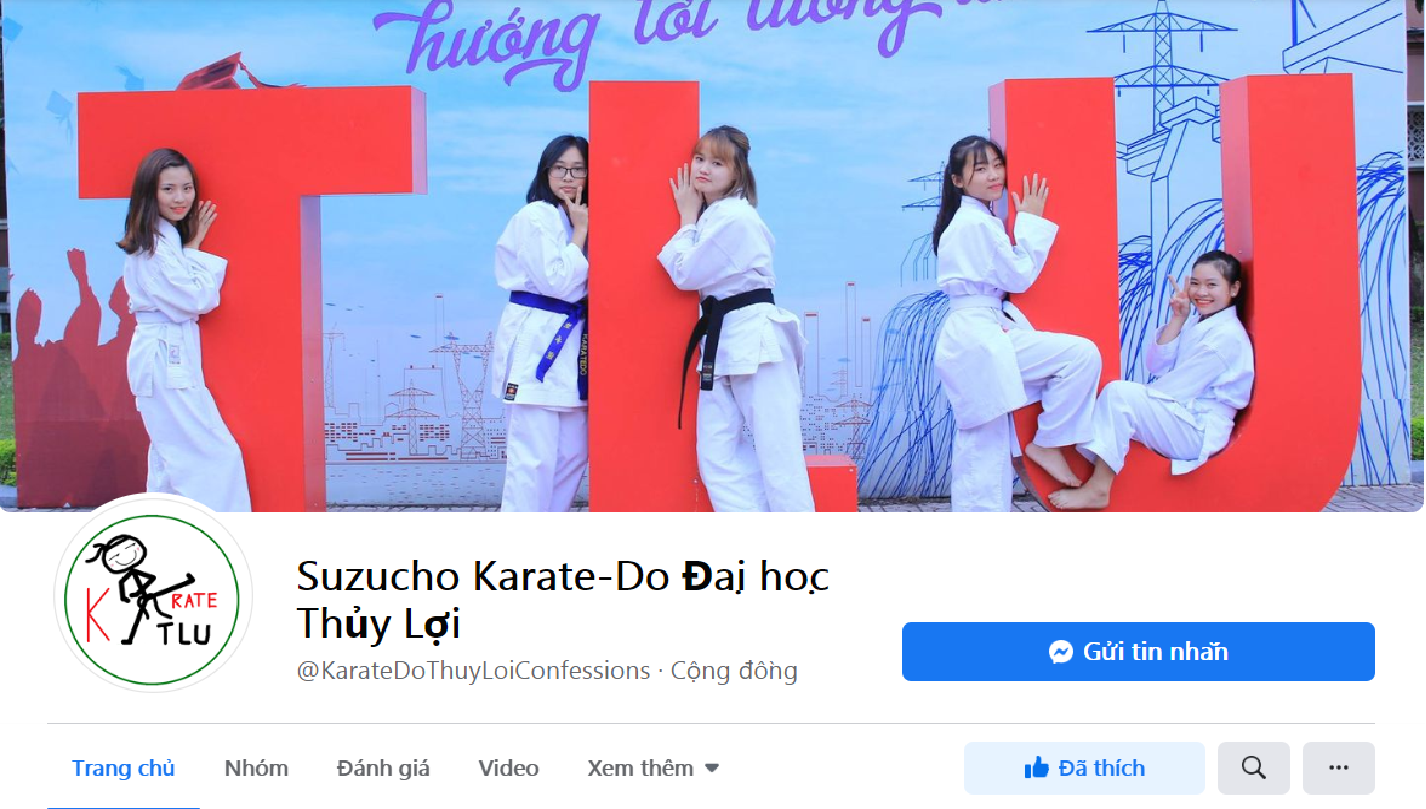 hướng tới tương
TLU
KARATEDO
K RATE
TLU
Suzucho Karate-Do Đại học
Thủy Lợi
@KarateDoThuyLoiConfessions · Cộng đồng
Gửi tin nhắn
Trang chủ Nhóm Đánh giá Video Xem thêm Đã thích